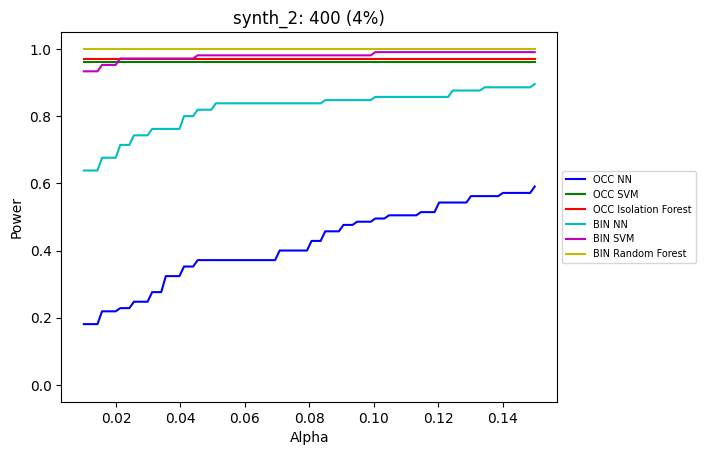 synth_2: 400 (4%)
1.0
0.8
0.6
0.4
0.2
0.0
Power
0.02
0.04
0.06
0.08
0.10
0.12
0.14
Alpha
OCC NN
OCC SVM
OCC Isolation Forest
BIN NN
BIN SVM
BIN Random Forest